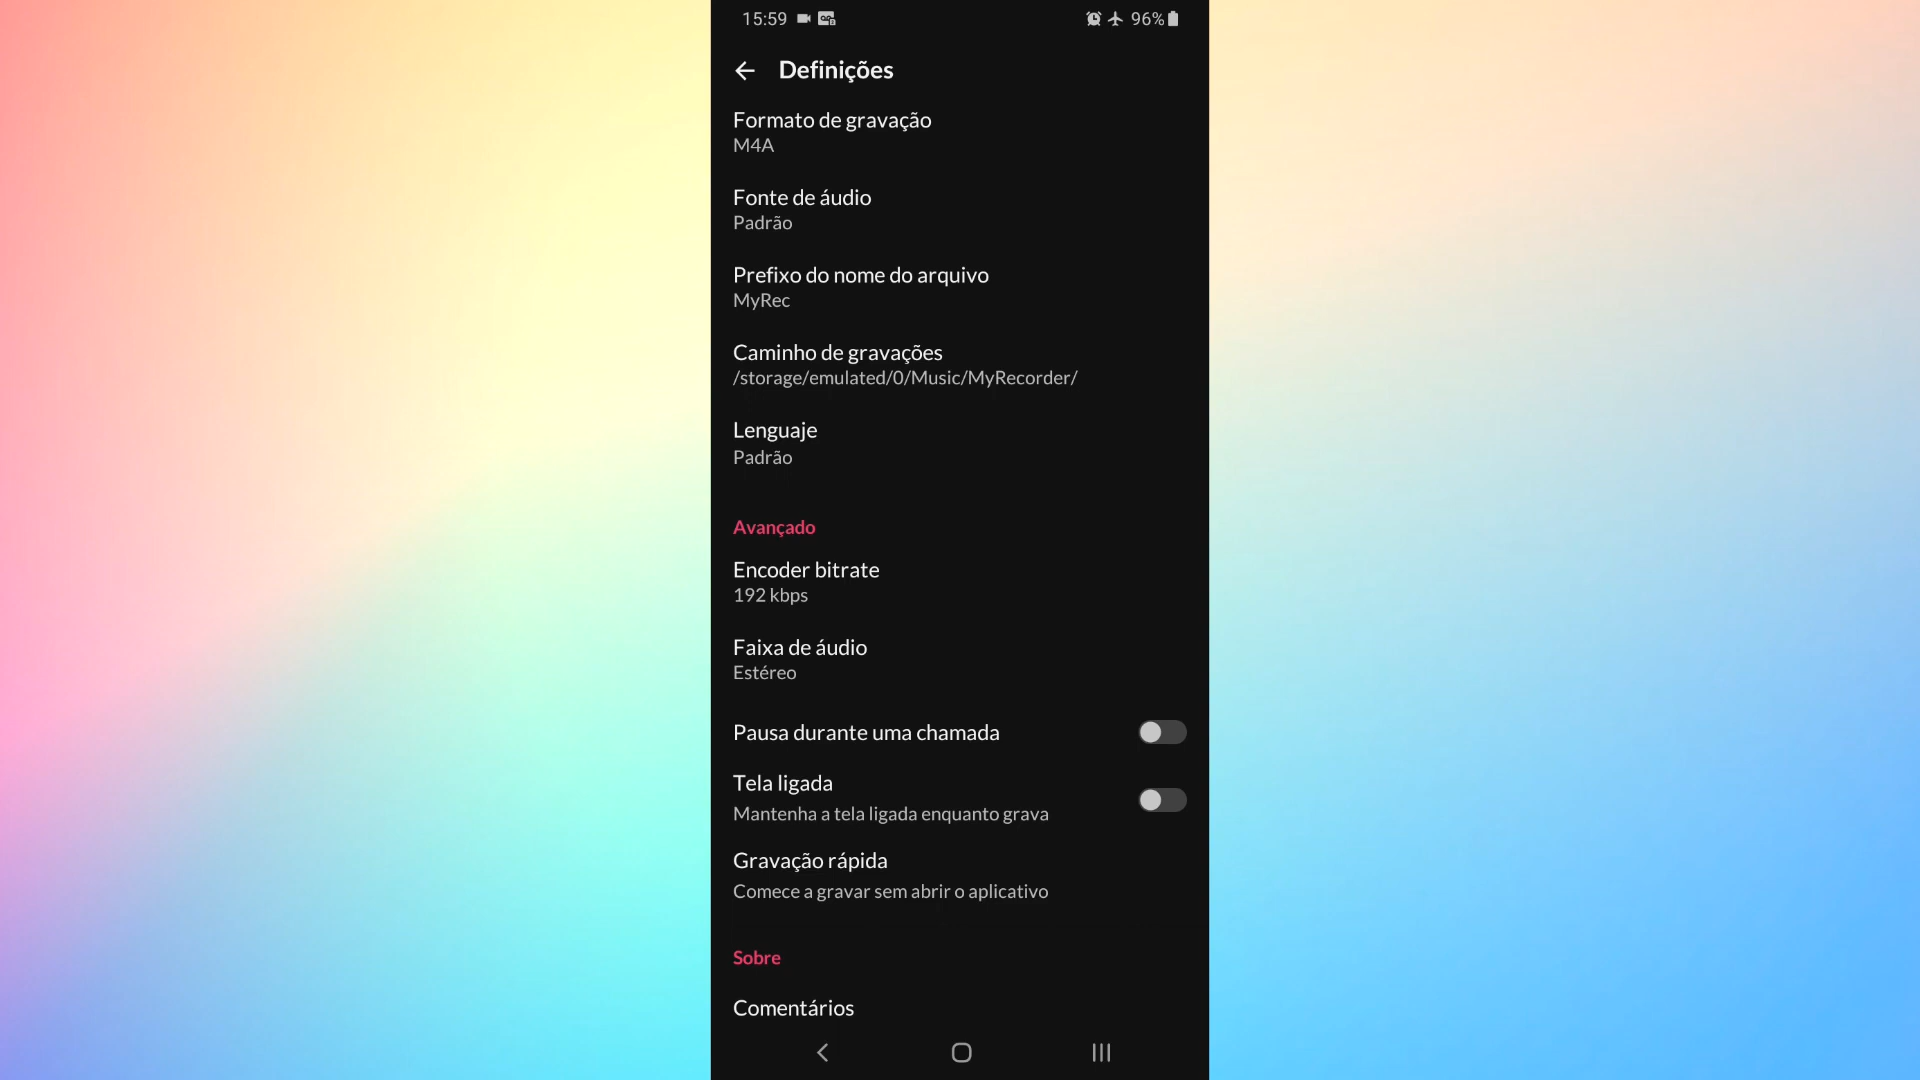 15:59
96%
Definições
Formato de gravação
M4A
Fonte de áudio
Padrão
Prefixo do nome do arquivo
MyRec
Caminho de gravações
/storage/emulated/0/Music/MyRecorder/
Lenguaje
Padrão
Avançado
Encoder bitrate
192 kbps
Faixa de áudio
Estéreo
Pausa durante uma chamada
Tela ligada
Mantenha a tela ligada enquanto grava
Gravação rápida
Comece a gravar sem abrir o aplicativo
Sobre
Comentários